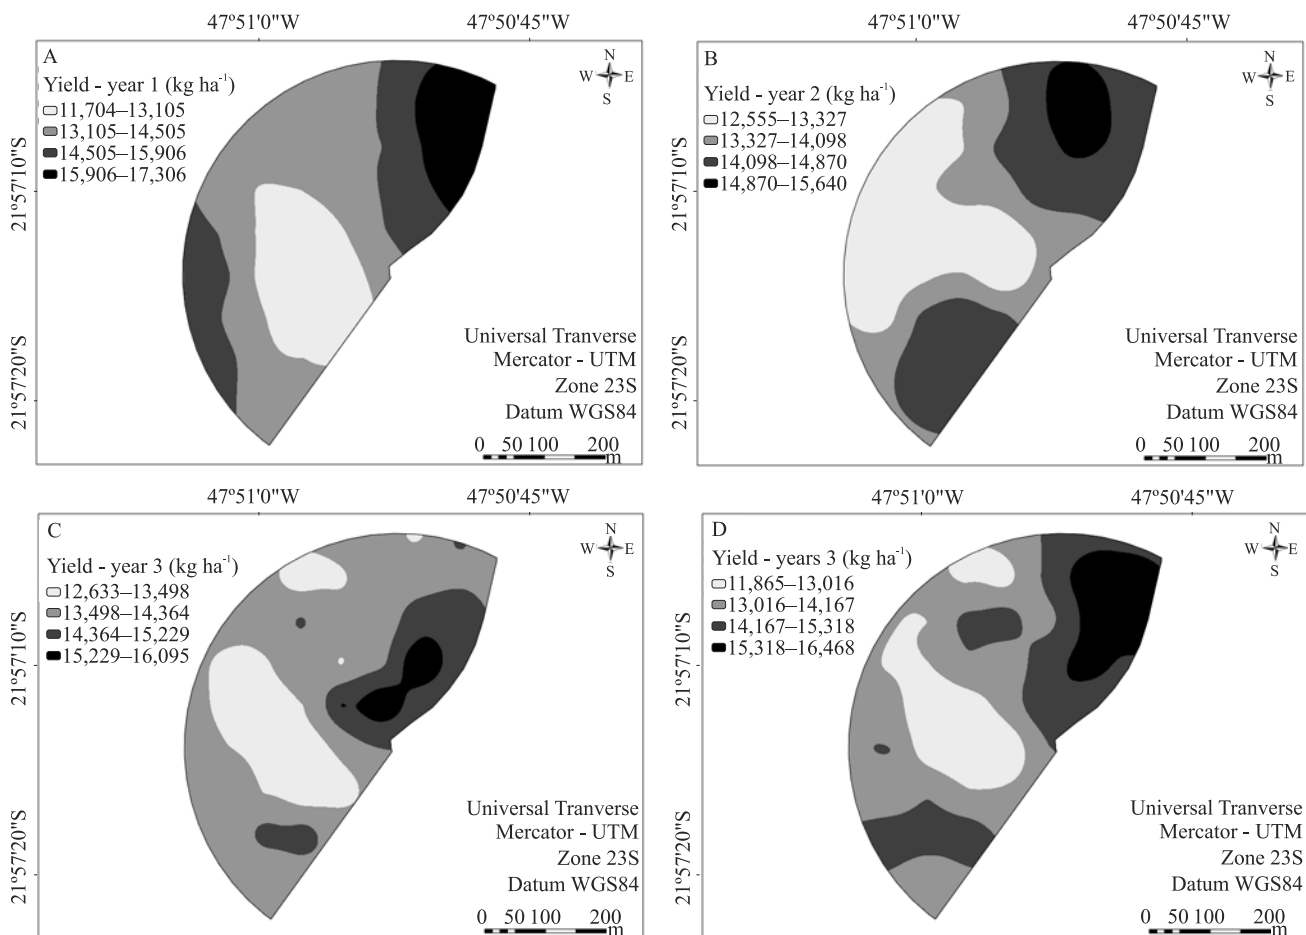 47º51'0"W 47º50'45"W
A
Yield - year 1 (kg ha⁻¹)
11,704–13,105
13,105–14,505
14,505–15,906
15,906–17,306
N
W E
S
21º57'10"S
21º57'20"S
Universal Tranverse
Mercator - UTM
Zone 23S
Datum WGS84
0 50 100 200
m
47º51'0"W 47º50'45"W
B
Yield - year 2 (kg ha⁻¹)
12,555–13,327
13,327–14,098
14,098–14,870
14,870–15,640
N
W E
S
21º57'10"S
21º57'20"S
Universal Tranverse
Mercator - UTM
Zone 23S
Datum WGS84
0 50 100 200
m
47º51'0"W 47º50'45"W
C
Yield - year 3 (kg ha⁻¹)
12,633–13,498
13,498–14,364
14,364–15,229
15,229–16,095
N
W E
S
21º57'10"S
21º57'20"S
Universal Tranverse
Mercator - UTM
Zone 23S
Datum WGS84
0 50 100 200
m
47º51'0"W 47º50'45"W
D
Yield - years 3 (kg ha⁻¹)
11,865–13,016
13,016–14,167
14,167–15,318
15,318–16,468
N
W E
S
21º57'10"S
21º57'20"S
Universal Tranverse
Mercator - UTM
Zone 23S
Datum WGS84
0 50 100 200
m